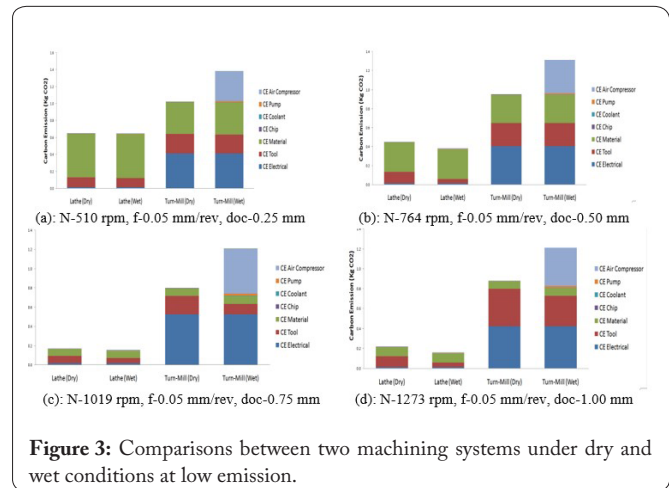 Carbon Emission (Kg CO2)
CE Air Compressor
CE Pump
CE Coolant
CE Chip
CE Material
CE Tool
CE Electrical
Lathe (Dry) Lathe (Wet) Turn-Mill (Dry) Turn-Mill (Wet)
(a): N-510 rpm, f-0.05 mm/rev, doc-0.25 mm
Carbon Emission (Kg CO2)
CE Air Compressor
CE Pump
CE Coolant
CE Chip
CE Material
CE Tool
CE Electrical
Lathe (Dry) Lathe (Wet) Turn-Mill (Dry) Turn-Mill (Wet)
(b): N-764 rpm, f-0.05 mm/rev, doc-0.50 mm
CE Air Compressor
CE Pump
CE Coolant
CE Chip
CE Material
CE Tool
CE Electrical
Lathe (Dry) Lathe (Wet) Turn-Mill (Dry) Turn-Mill (Wet)
(c): N-1019 rpm, f-0.05 mm/rev, doc-0.75 mm
Carbon Emission (Kg CO2)
CE Air Compressor
CE Pump
CE Coolant
CE Chip
CE Material
CE Tool
CE Electrical
Lathe (Dry) Lathe (Wet) Turn-Mill (Dry) Turn-Mill (Wet)
(d): N-1273 rpm, f-0.05 mm/rev, doc-1.00 mm
Figure 3: Comparisons between two machining systems under dry and
wet conditions at low emission.